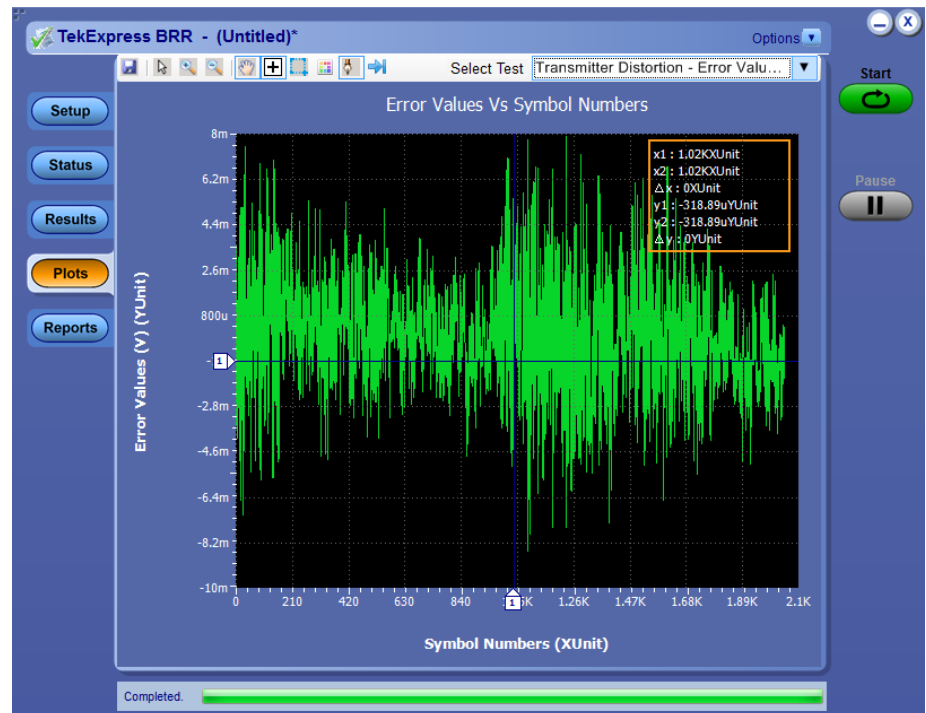 TekExpress BRR - (Untitled)*
Options
Select Test Transmitter Distortion - Error Valu...
Start
Pause
Setup
Status
Results
Plots
Reports
Error Values Vs Symbol Numbers
x1 : 1.02KXUnit
x2 : 1.02KXUnit
Δx : 0XUnit
y1 : -318.89uYUnit
y2 : -318.89uYUnit
Δy : 0YUnit
Error Values (V) (YUnit)
8m
6.2m
4.4m
2.6m
800u
1
-2.8m
-4.6m
-6.4m
-8.2m
-10m
0 210 420 630 840 1 1.26K 1.47K 1.68K 1.89K 2.1K
Symbol Numbers (XUnit)
Completed.